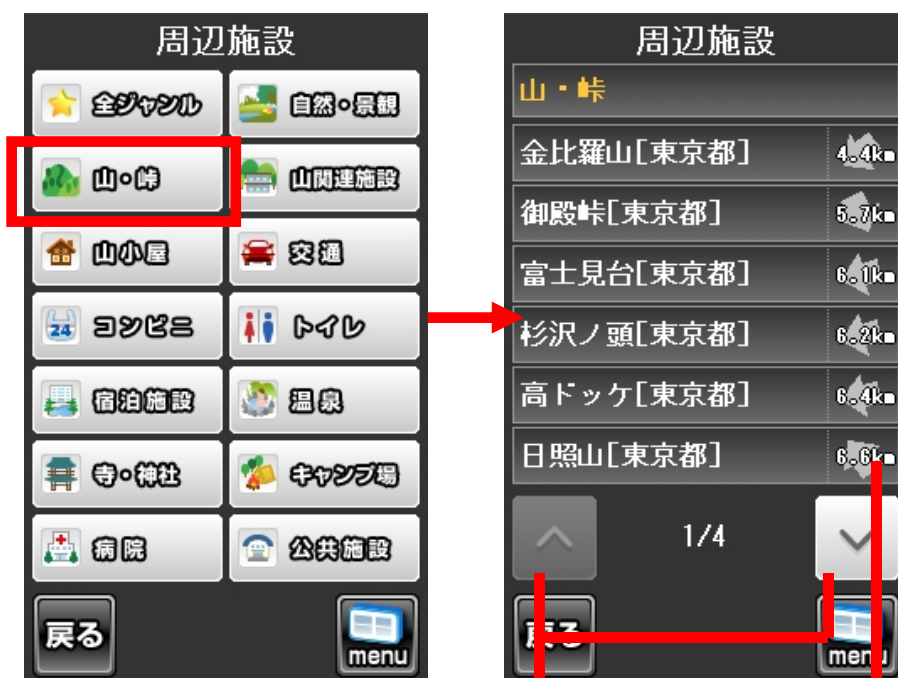 周辺施設
全ジャンル
自然・景観
山・峠
山関連施設
山小屋
交通
24
コンビニ
トイレ
宿泊施設
温泉
寺・神社
キャンプ場
病院
公共施設
戻る
menu
周辺施設
山・峠
金比羅山[東京都] 4.4km
御殿峠[東京都] 5.7km
富士見台[東京都] 6.1km
杉沢ノ頭[東京都] 6.2km
高ドッケ[東京都] 6.4km
日照山[東京都] 6.6km
1/4
戻る
menu